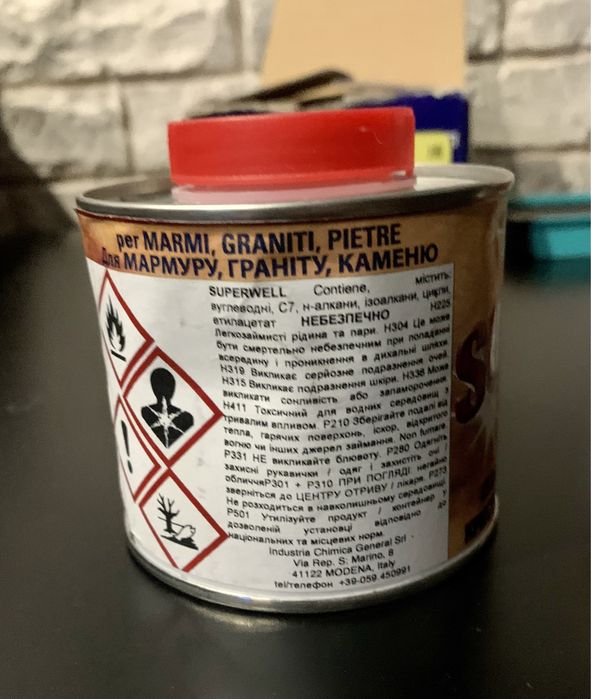 per MARMI, GRANITI, PIETRE
Для МАРМУРУ, ГРАНІТУ, КАМЕНЮ
SUPERWELL Contiene, містить:
вуглеводні, C7, н-алкани, ізоалкани, цикли,
етилацетат НЕБЕЗПЕЧНО H225
Легкозаймисті рідина та пари. H304 Це може
бути смертельно небезпечним при попаданні
всередину і проникнення в дихальні шляхи.
H319 Викликає серйозне подразнення очей.
H315 Викликає подразнення шкіри. H336 Може
викликати сонливість або запаморочення.
H411 Токсичний для водних середовищ з
тривалим впливом. P210 Зберігайте подалі від
тепла, гарячих поверхонь, іскор, відкритого
вогню чи інших джерел займання. Non fumare.
P331 НЕ викликайте блювоту. P280 Одягніть
захисні рукавички / одяг і захистіть очі /
обличчяP301 + P310 ПРИ ПОГЛЯДІ: негайно
зверніться до ЦЕНТРУ ОТРИВУ / лікаря P273
Не розходиться в навколишньому середовищі.
P501 Утилізуйте продукт / контейнер у
дозволеній установці відповідно до
національних та місцевих норм.
Industria Chimica General Srl
Via Rep. S: Marino, 8
41122 MODENA, Italy
tel/телефон +39-059 450991